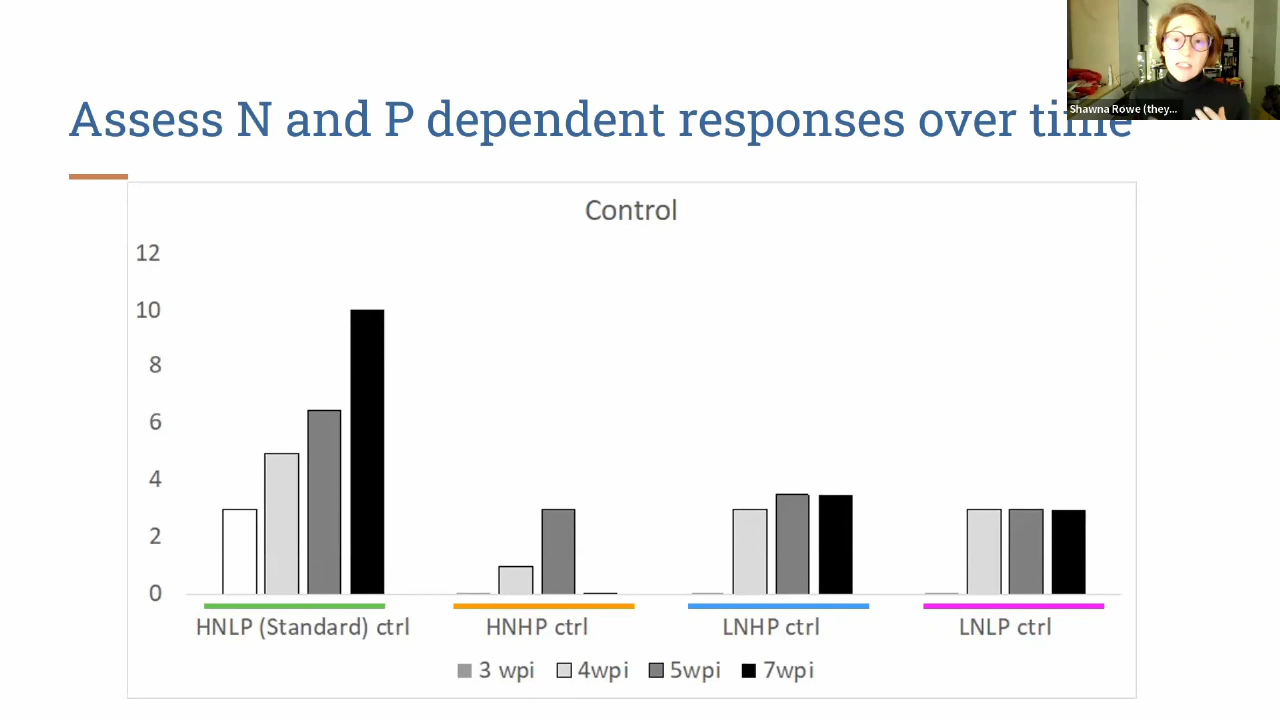 Shawna Rowe (they...
Assess N and P dependent responses over time
Control
12
10
8
6
4
2
0
HNLP (Standard) ctrl
HNHP ctrl
LNHP ctrl
LNLP ctrl
3 wpi
4wpi
5wpi
7wpi